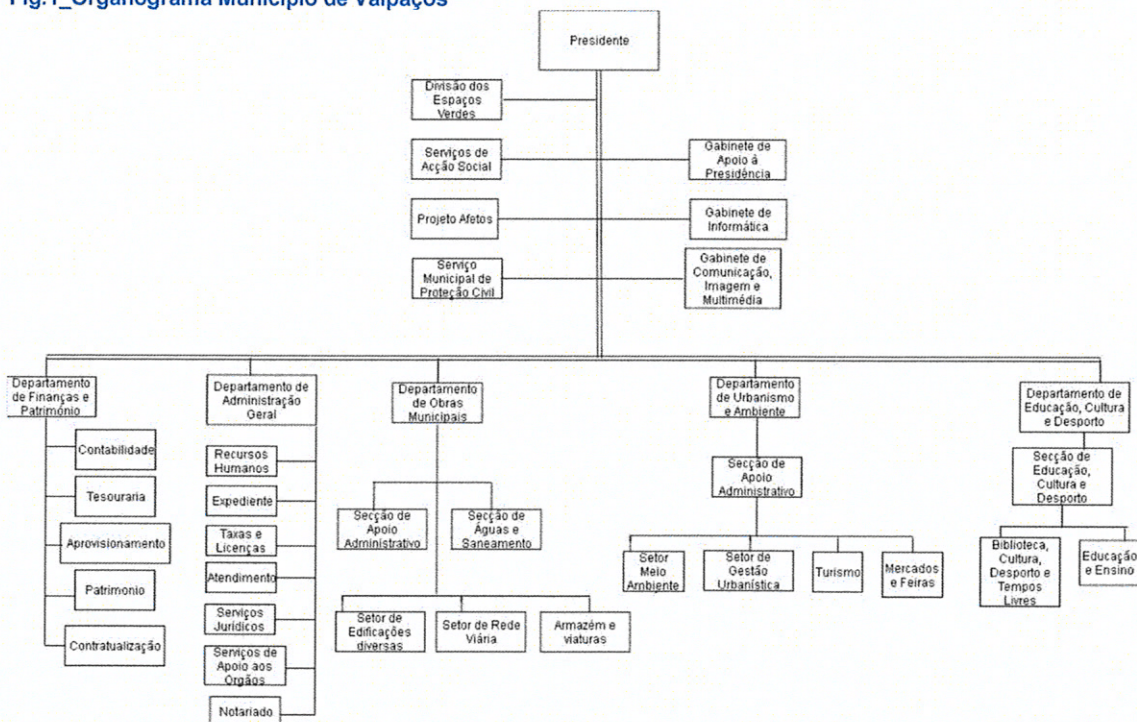 Fig.1_Organograma Município de Valpaços
Presidente
Divisão dos
Espaços
Verdes
Serviços de
Acção Social
Gabinete de
Apoio à
Presidência
Projeto Afetos
Gabinete de
Informática
Serviço
Municipal de
Proteção Civil
Gabinete de
Comunicação,
Imagem e
Multimédia
Departamento
de Finanças e
Património
Contabilidade
Tesouraria
Aprovisionamento
Patrimonio
Contratualização
Departamento de
Administração
Geral
Recursos
Humanos
Expediente
Taxas e
Licenças
Atendimento
Serviços
Jurídicos
Serviços de
Apoio aos
Órgãos
Notariado
Departamento
de Obras
Municipais
Secção de
Apoio
Administrativo
Secção de
Águas e
Saneamento
Setor de
Edificações
diversas
Setor de Rede
Viária
Armazém e
viaturas
Departamento
de Urbanismo
e Ambiente
Secção de
Apoio
Administrativo
Setor
Meio
Ambiente
Setor de
Gestão
Urbanística
Turismo
Mercados
e Feiras
Departamento de
Educação, Cultura
e Desporto
Secção de
Educação,
Cultura e
Desporto
Biblioteca,
Cultura,
Desporto e
Tempos
Livres
Educação
e Ensino